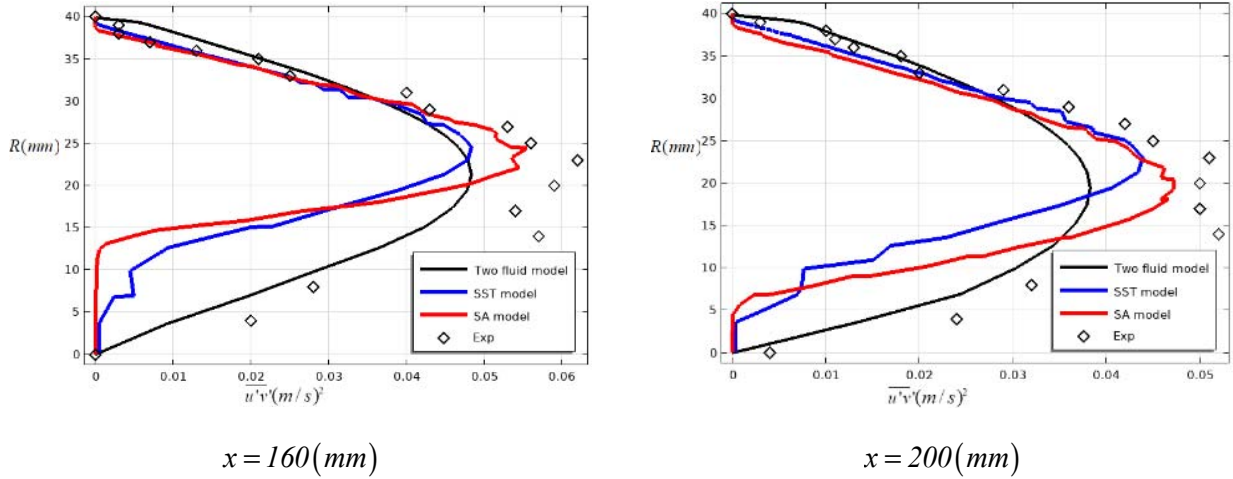 40
35
30
25
R(mm)
20
15
10
5
0
Two fluid model
SST model
SA model
Exp
0 0.01 0.02 0.03 0.04 0.05 0.06
u'v'(m/s)²
x = 160(mm)
40
35
30
25
R(mm)
20
15
10
5
0
Two fluid model
SST model
SA model
Exp
0 0.01 0.02 0.03 0.04 0.05
u'v'(m/s)²
x = 200(mm)